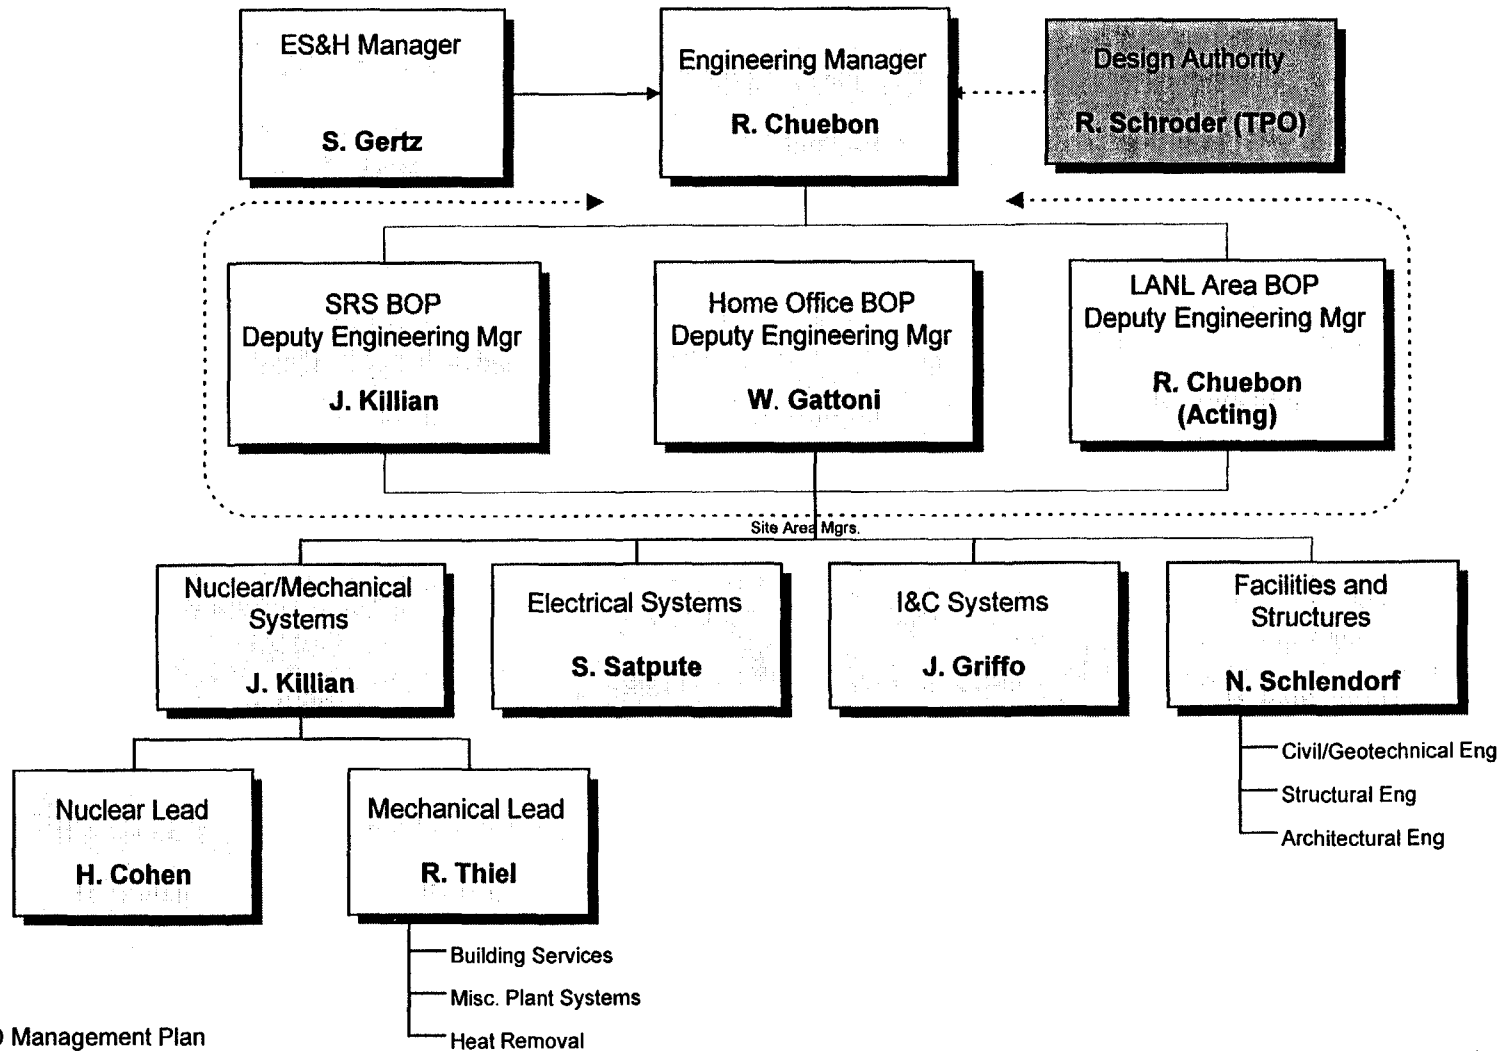 ES&H Manager
S. Gertz
Engineering Manager
R. Chuebon
Design Authority
R. Schroder (TPO)
SRS BOP
Deputy Engineering Mgr
J. Killian
Home Office BOP
Deputy Engineering Mgr
W. Gattoni
LANL Area BOP
Deputy Engineering Mgr
R. Chuebon
(Acting)
Site Area Mgrs.
Nuclear/Mechanical
Systems
J. Killian
Electrical Systems
S. Satpute
I&C Systems
J. Griffo
Facilities and
Structures
N. Schlendorf
Civil/Geotechnical Eng
Structural Eng
Architectural Eng
Nuclear Lead
H. Cohen
Mechanical Lead
R. Thiel
Building Services
Misc. Plant Systems
Heat Removal
Management Plan